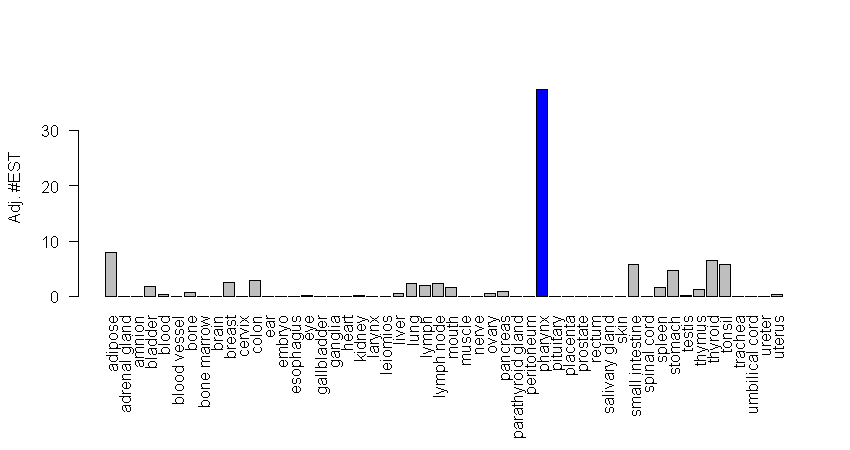 Adj. #EST
30
20
10
0
adipose
adrenal gland
amnion
bladder
blood
blood vessel
bone
bone marrow
brain
breast
cervix
colon
ear
embryo
esophagus
eye
gallbladder
ganglia
heart
kidney
larynx
leiomios
liver
lung
lymph
lymph node
mouth
muscle
nerve
ovary
pancreas
parathyroid gland
peritoneum
pharynx
pituitary
placenta
prostate
rectum
salivary gland
skin
small intestine
spinal cord
spleen
stomach
testis
thymus
thyroid
tonsil
trachea
umbilical cord
ureter
uterus